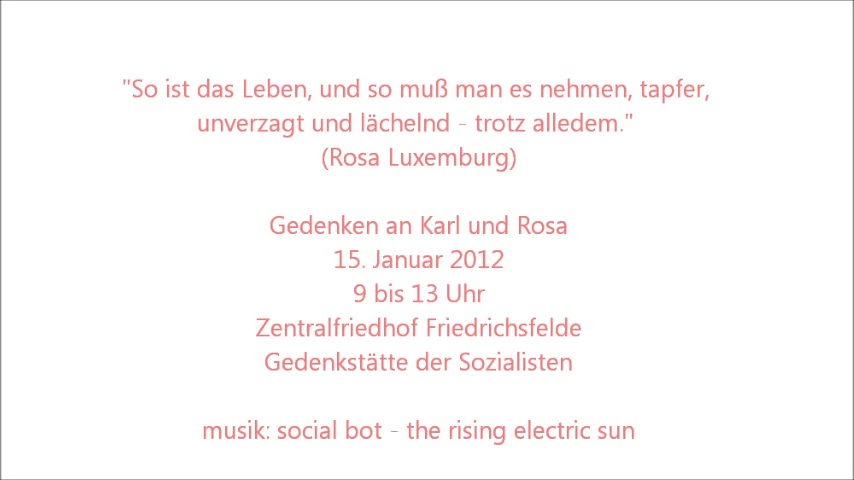 "So ist das Leben, und so muß man es nehmen, tapfer,
unverzagt und lächelnd - trotz alledem."
(Rosa Luxemburg)
Gedenken an Karl und Rosa
15. Januar 2012
9 bis 13 Uhr
Zentralfriedhof Friedrichsfelde
Gedenkstätte der Sozialisten
musik: social bot - the rising electric sun